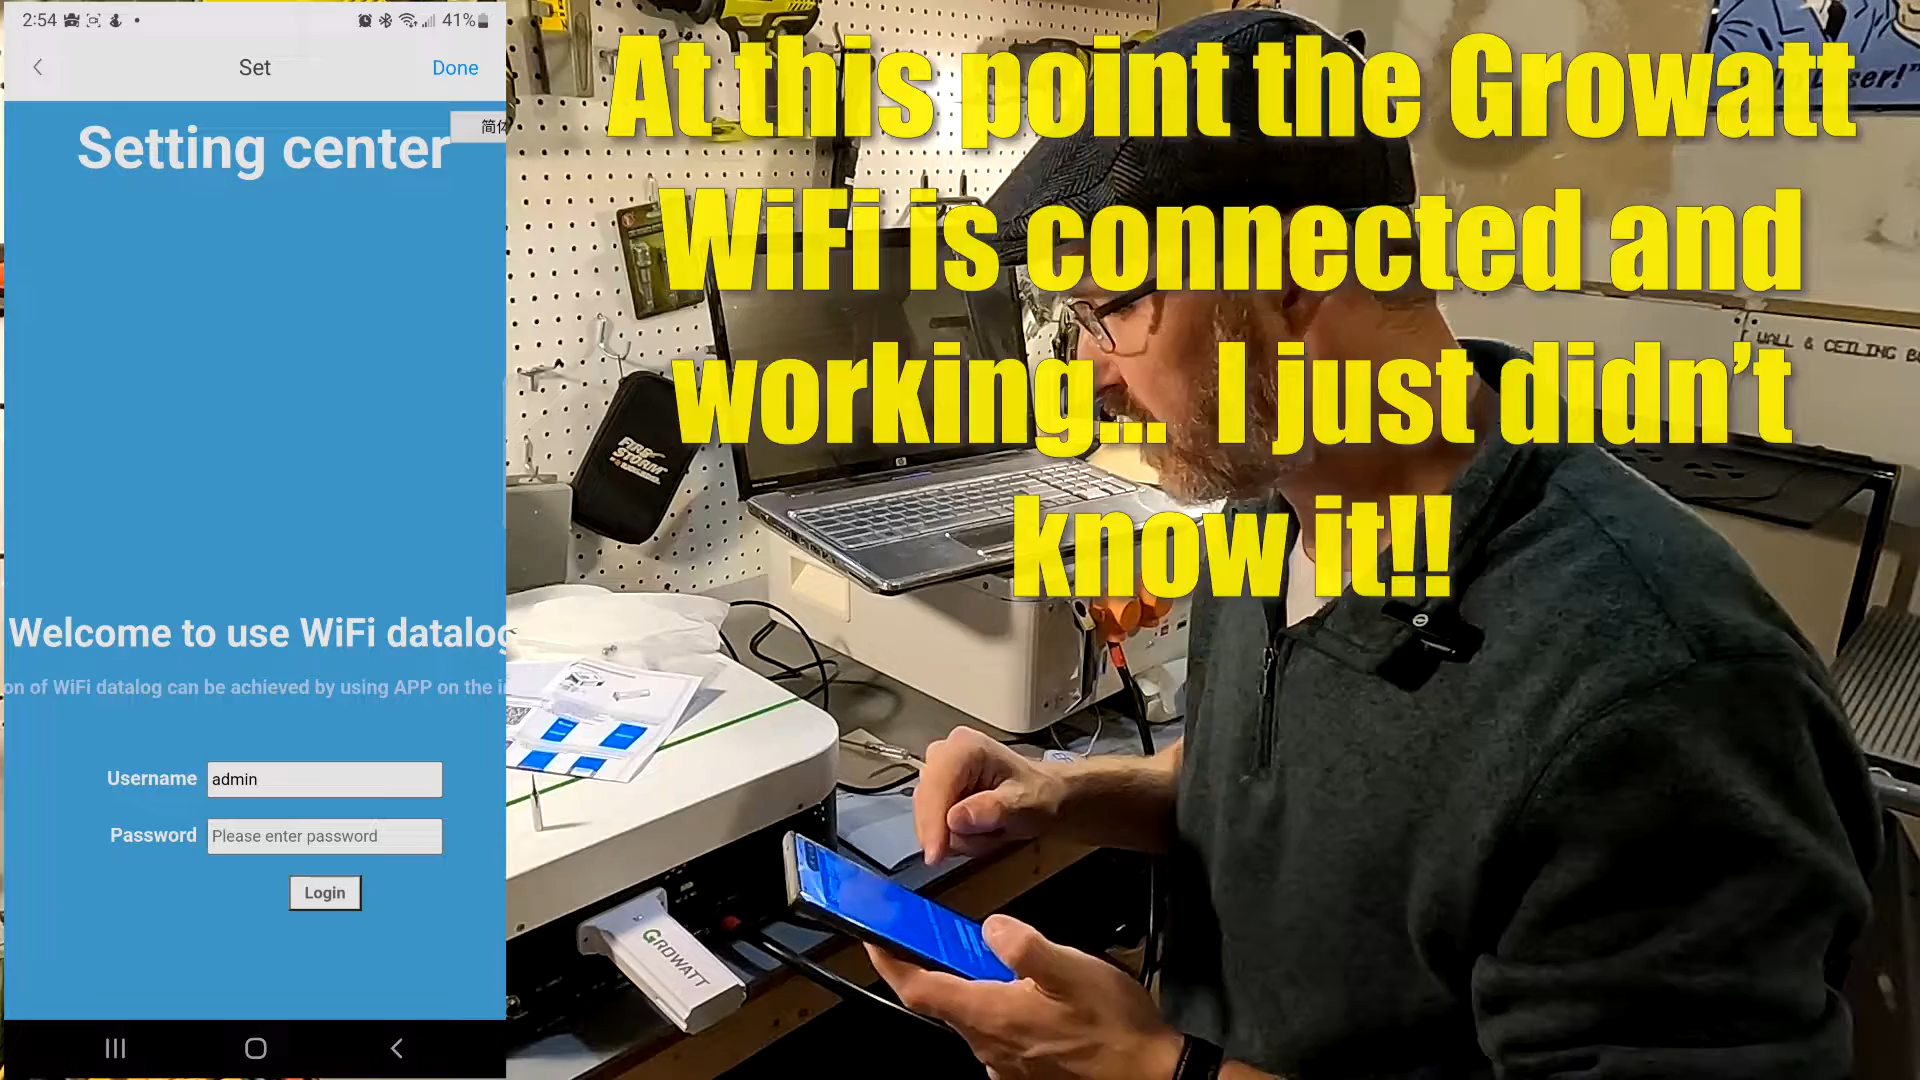 2:54
41%
Set
Done
Setting center
简体
Welcome to use WiFi datalog
on of WiFi datalog can be achieved by using APP on the i
Username
admin
Password
Please enter password
Login
At this point the Growatt
WiFi is connected and
working... I just didn't
know it!!
WALL & CEILING B
FIRE
STORM
GROWATT